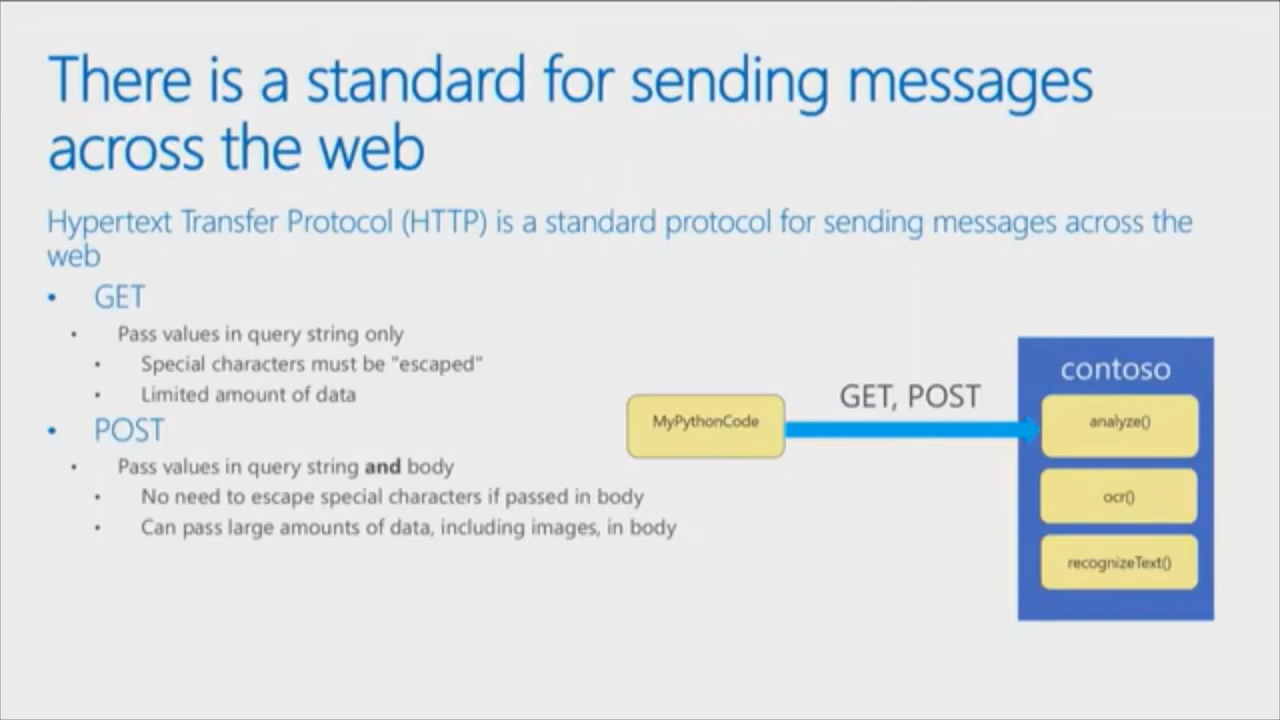 There is a standard for sending messages
across the web
Hypertext Transfer Protocol (HTTP) is a standard protocol for sending messages across the
web
• GET
• Pass values in query string only
• Special characters must be "escaped"
• Limited amount of data
• POST
• Pass values in query string and body
• No need to escape special characters if passed in body
• Can pass large amounts of data, including images, in body
MyPythonCode
GET, POST
contoso
analyze()
ocr()
recognizeText()